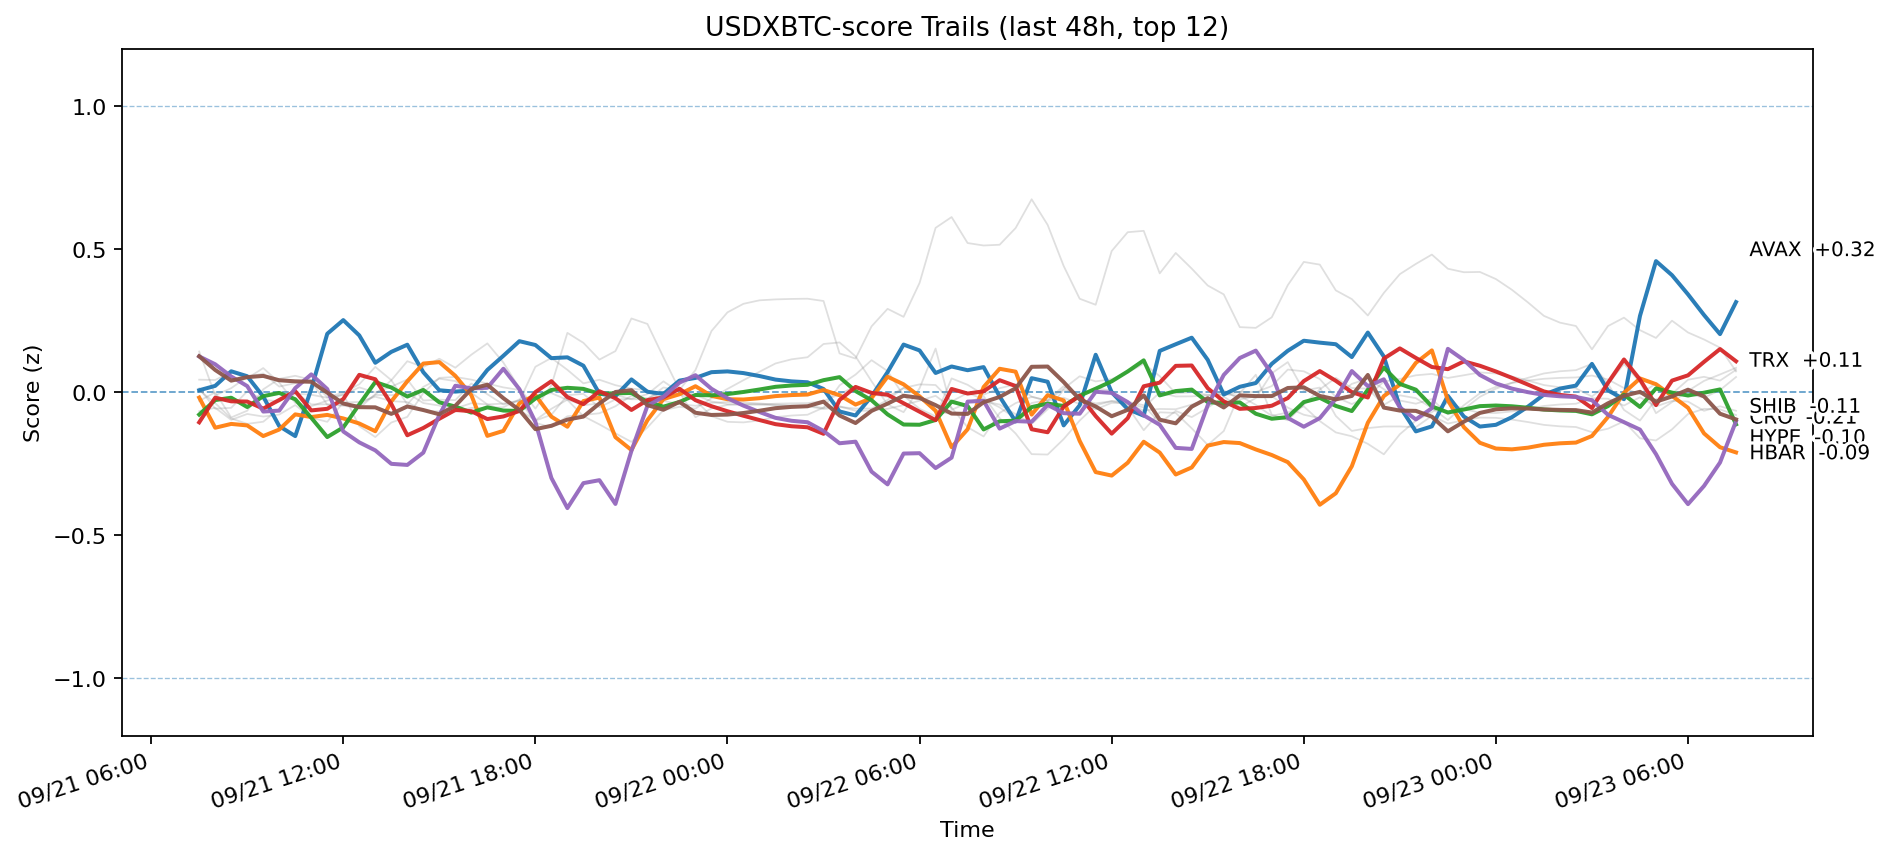 USDXBTC-score Trails (last 48h, top 12)
Score (z)
1.0
0.5
0.0
−0.5
−1.0
AVAX +0.32
TRX +0.11
SHIB -0.11
CRO -0.21
HYPE -0.10
HBAR -0.09
09/21 06:00
09/21 12:00
09/21 18:00
09/22 00:00
09/22 06:00
09/22 12:00
09/22 18:00
09/23 00:00
09/23 06:00
Time